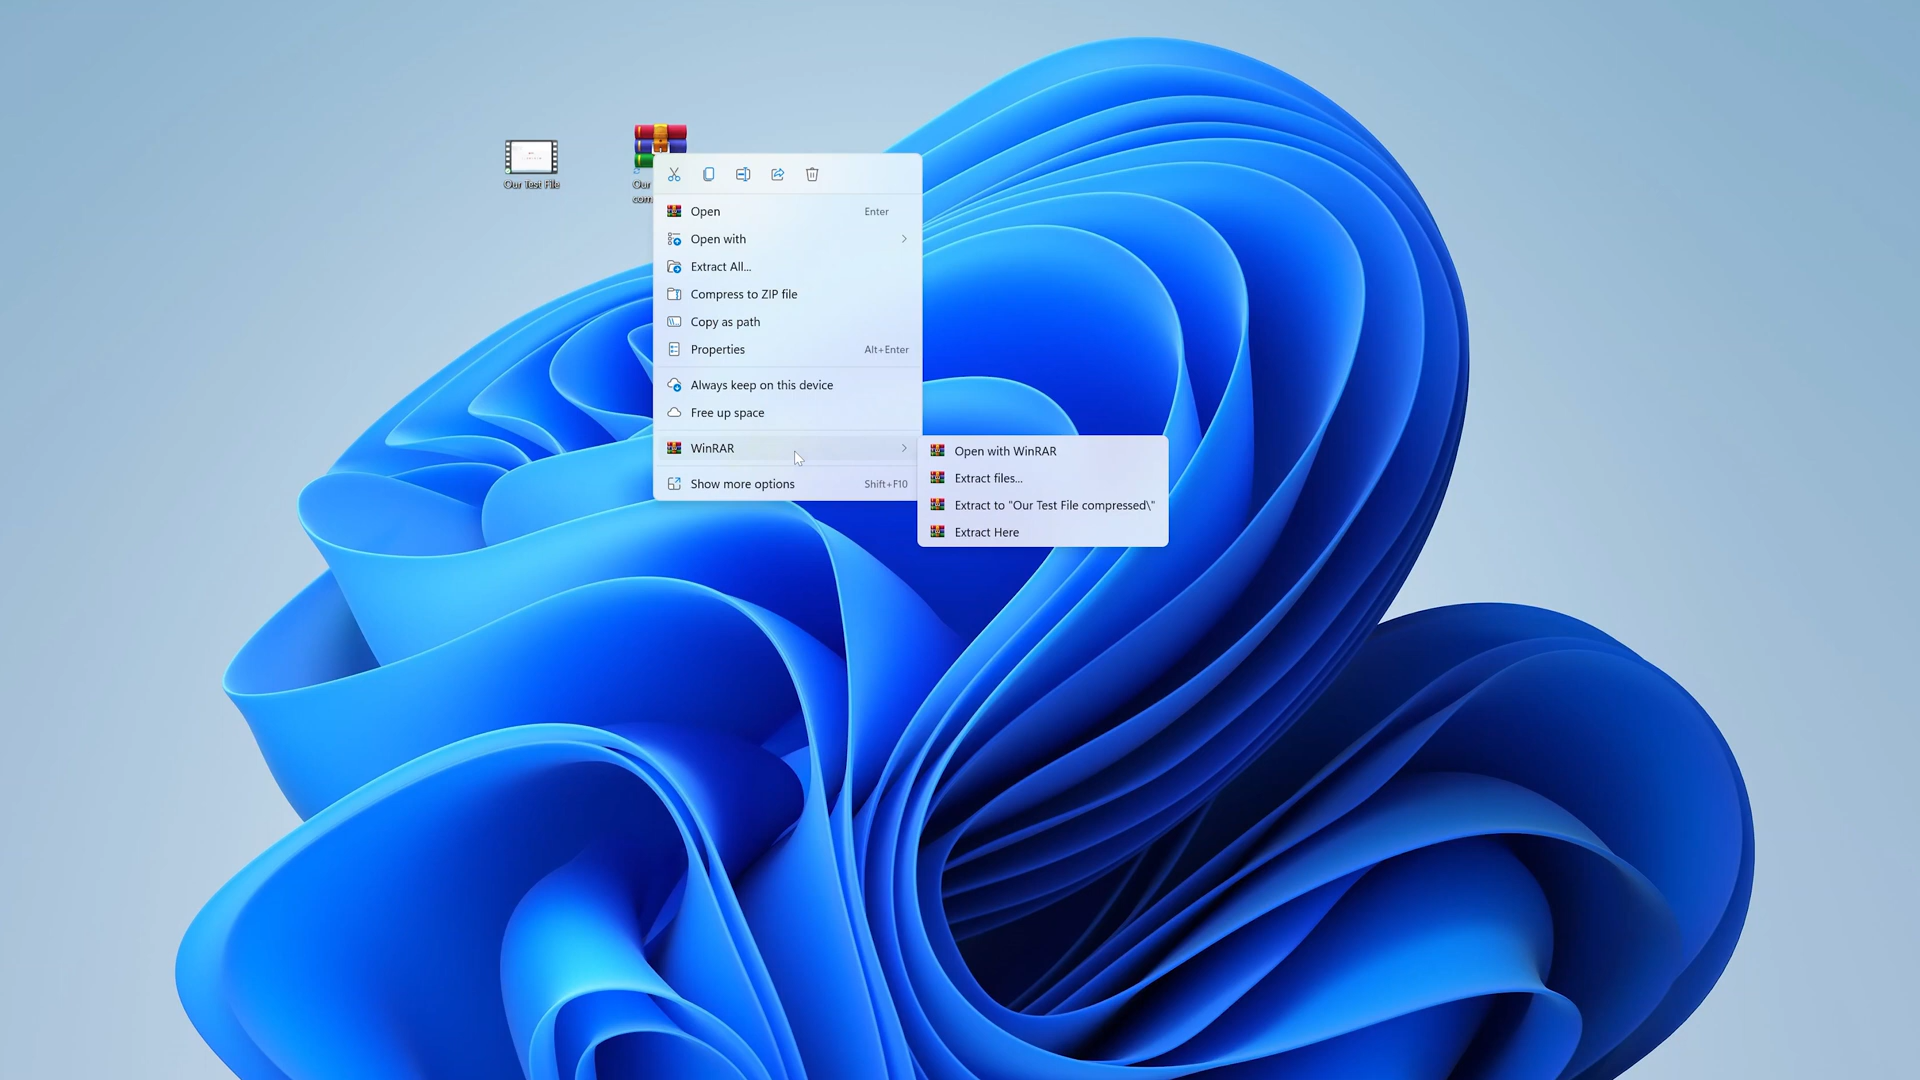 Our Test File
Our
com
Open Enter
Open with
Extract All...
Compress to ZIP file
Copy as path
Properties Alt+Enter
Always keep on this device
Free up space
WinRAR
Show more options Shift+F10
Open with WinRAR
Extract files...
Extract to "Our Test File compressed\"
Extract Here